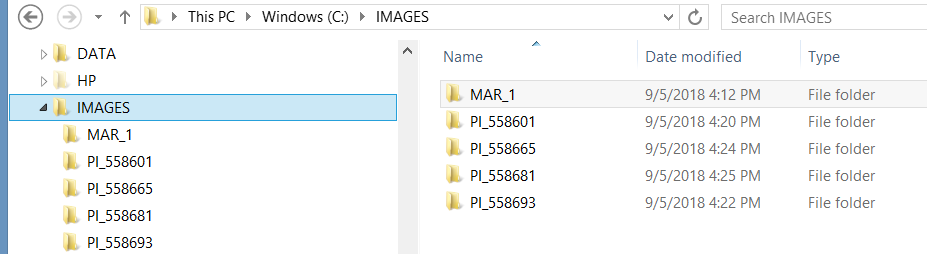 This PC Windows (C:) IMAGES Search IMAGES
DATA
HP
IMAGES
MAR_1
PI_558601
PI_558665
PI_558681
PI_558693
Name Date modified Type
MAR_1 9/5/2018 4:12 PM File folder
PI_558601 9/5/2018 4:20 PM File folder
PI_558665 9/5/2018 4:24 PM File folder
PI_558681 9/5/2018 4:25 PM File folder
PI_558693 9/5/2018 4:22 PM File folder